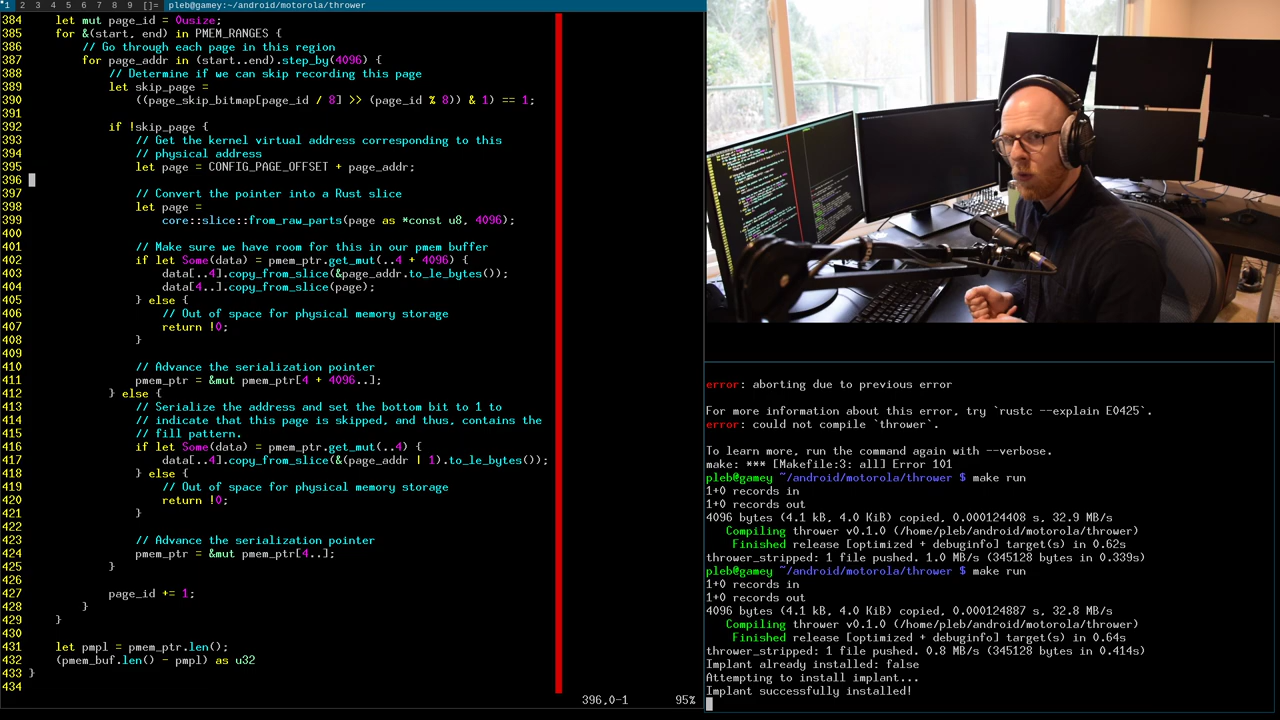 1 2 3 4 5 6 7 8 9 []= pleb@gamey:~/android/motorola/thrower
384     let mut page_id = 0usize;
385     for &(start, end) in PMEM_RANGES {
386         // Go through each page in this region
387         for page_addr in (start..end).step_by(4096) {
388             // Determine if we can skip recording this page
389             let skip_page =
390                 ((page_skip_bitmap[page_id / 8] >> (page_id % 8)) & 1) == 1;
391
392             if !skip_page {
393                 // Get the kernel virtual address corresponding to this
394                 // physical address
395                 let page = CONFIG_PAGE_OFFSET + page_addr;
396
397                 // Convert the pointer into a Rust slice
398                 let page =
399                     core::slice::from_raw_parts(page as *const u8, 4096);
400
401                 // Make sure we have room for this in our pmem buffer
402                 if let Some(data) = pmem_ptr.get_mut(..4 + 4096) {
403                     data[..4].copy_from_slice(&page_addr.to_le_bytes());
404                     data[4..].copy_from_slice(page);
405                 } else {
406                     // Out of space for physical memory storage
407                     return !0;
408                 }
409
410                 // Advance the serialization pointer
411                 pmem_ptr = &mut pmem_ptr[4 + 4096..];
412             } else {
413                 // Serialize the address and set the bottom bit to 1 to
414                 // indicate that this page is skipped, and thus, contains the
415                 // fill pattern.
416                 if let Some(data) = pmem_ptr.get_mut(..4) {
417                     data[..4].copy_from_slice(&(page_addr | 1).to_le_bytes());
418                 } else {
419                     // Out of space for physical memory storage
420                     return !0;
421                 }
422
423                 // Advance the serialization pointer
424                 pmem_ptr = &mut pmem_ptr[4..];
425             }
426
427             page_id += 1;
428         }
429     }
430
431     let pmpl = pmem_ptr.len();
432     (pmem_buf.len() - pmpl) as u32
433 }
434
396,0-1 95%
error: aborting due to previous error
For more information about this error, try `rustc --explain E0425`.
error: could not compile `thrower`.
To learn more, run the command again with --verbose.
make: *** [Makefile:3: all] Error 101
pleb@gamey ~/android/motorola/thrower $ make run
1+0 records in
1+0 records out
4096 bytes (4.1 kB, 4.0 KiB) copied, 0.000124408 s, 32.9 MB/s
Compiling thrower v0.1.0 (/home/pleb/android/motorola/thrower)
Finished release [optimized + debuginfo] target(s) in 0.62s
thrower_stripped: 1 file pushed. 1.0 MB/s (345128 bytes in 0.339s)
pleb@gamey ~/android/motorola/thrower $ make run
1+0 records in
1+0 records out
4096 bytes (4.1 kB, 4.0 KiB) copied, 0.000124887 s, 32.8 MB/s
Compiling thrower v0.1.0 (/home/pleb/android/motorola/thrower)
Finished release [optimized + debuginfo] target(s) in 0.64s
thrower_stripped: 1 file pushed. 0.8 MB/s (345128 bytes in 0.414s)
Implant already installed: false
Attempting to install implant...
Implant successfully installed!